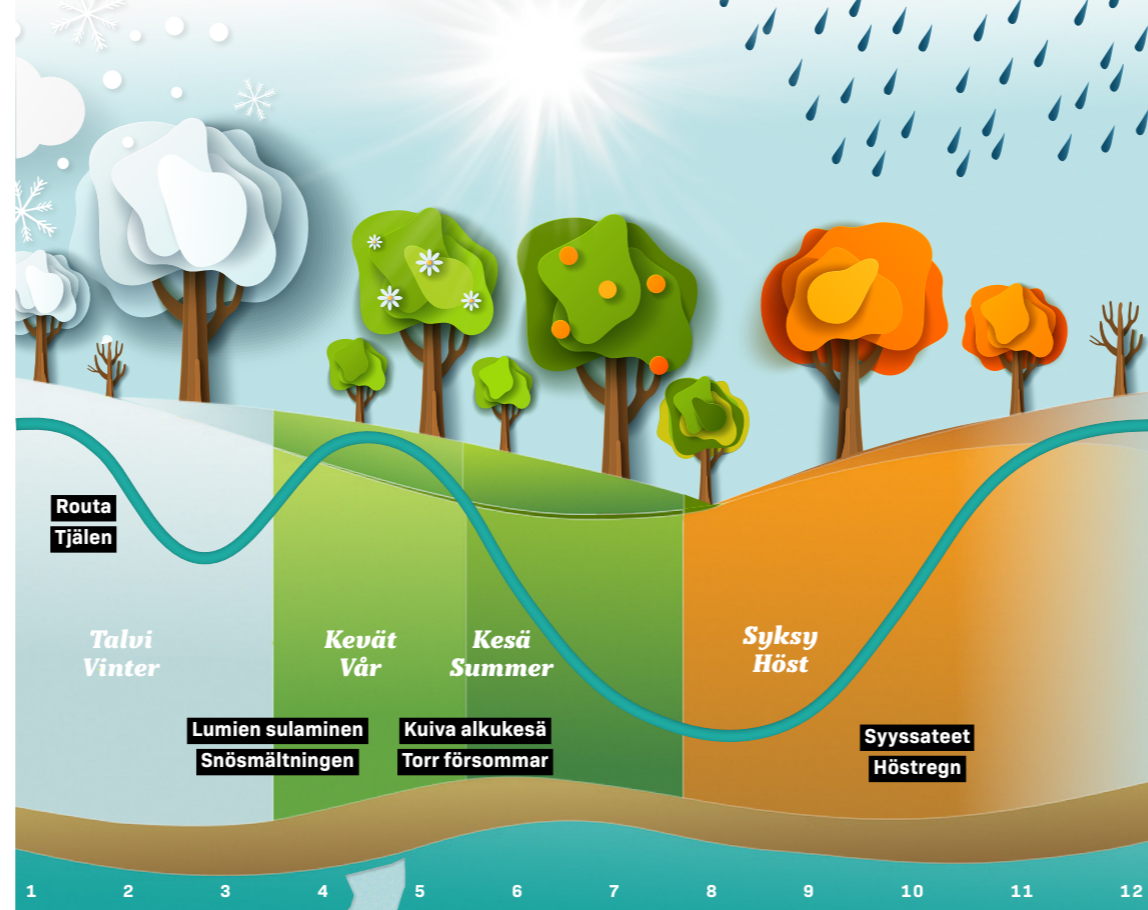 Routa
Tjälen
Talvi
Vinter
Kevät
Vår
Kesä
Summer
Syksy
Höst
Lumien sulaminen
Snösmältningen
Kuiva alkukesä
Torr försommar
Syyssateet
Höstregn
1 2 3 4 5 6 7 8 9 10 11 12